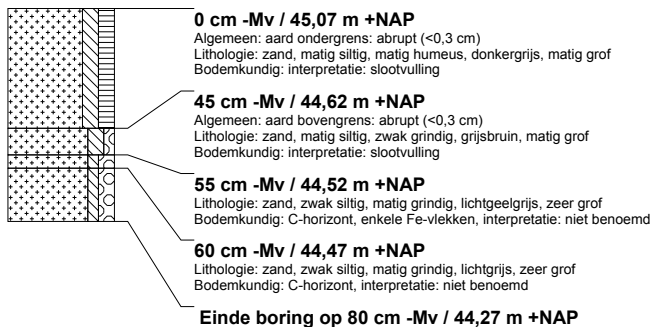 0 cm -Mv / 45,07 m +NAP
Algemeen: aard ondergrens: abrupt (<0,3 cm)
Lithologie: zand, matig siltig, matig humeus, donkergrijs, matig grof
Bodemkundig: interpretatie: slootvulling
45 cm -Mv / 44,62 m +NAP
Algemeen: aard bovengrens: abrupt (<0,3 cm)
Lithologie: zand, matig siltig, zwak grindig, grijsbruin, matig grof
Bodemkundig: interpretatie: slootvulling
55 cm -Mv / 44,52 m +NAP
Lithologie: zand, zwak siltig, matig grindig, lichtgeelgrijs, zeer grof
Bodemkundig: C-horizont, enkele Fe-vlekken, interpretatie: niet benoemd
60 cm -Mv / 44,47 m +NAP
Lithologie: zand, zwak siltig, matig grindig, lichtgrijs, zeer grof
Bodemkundig: C-horizont, interpretatie: niet benoemd
Einde boring op 80 cm -Mv / 44,27 m +NAP